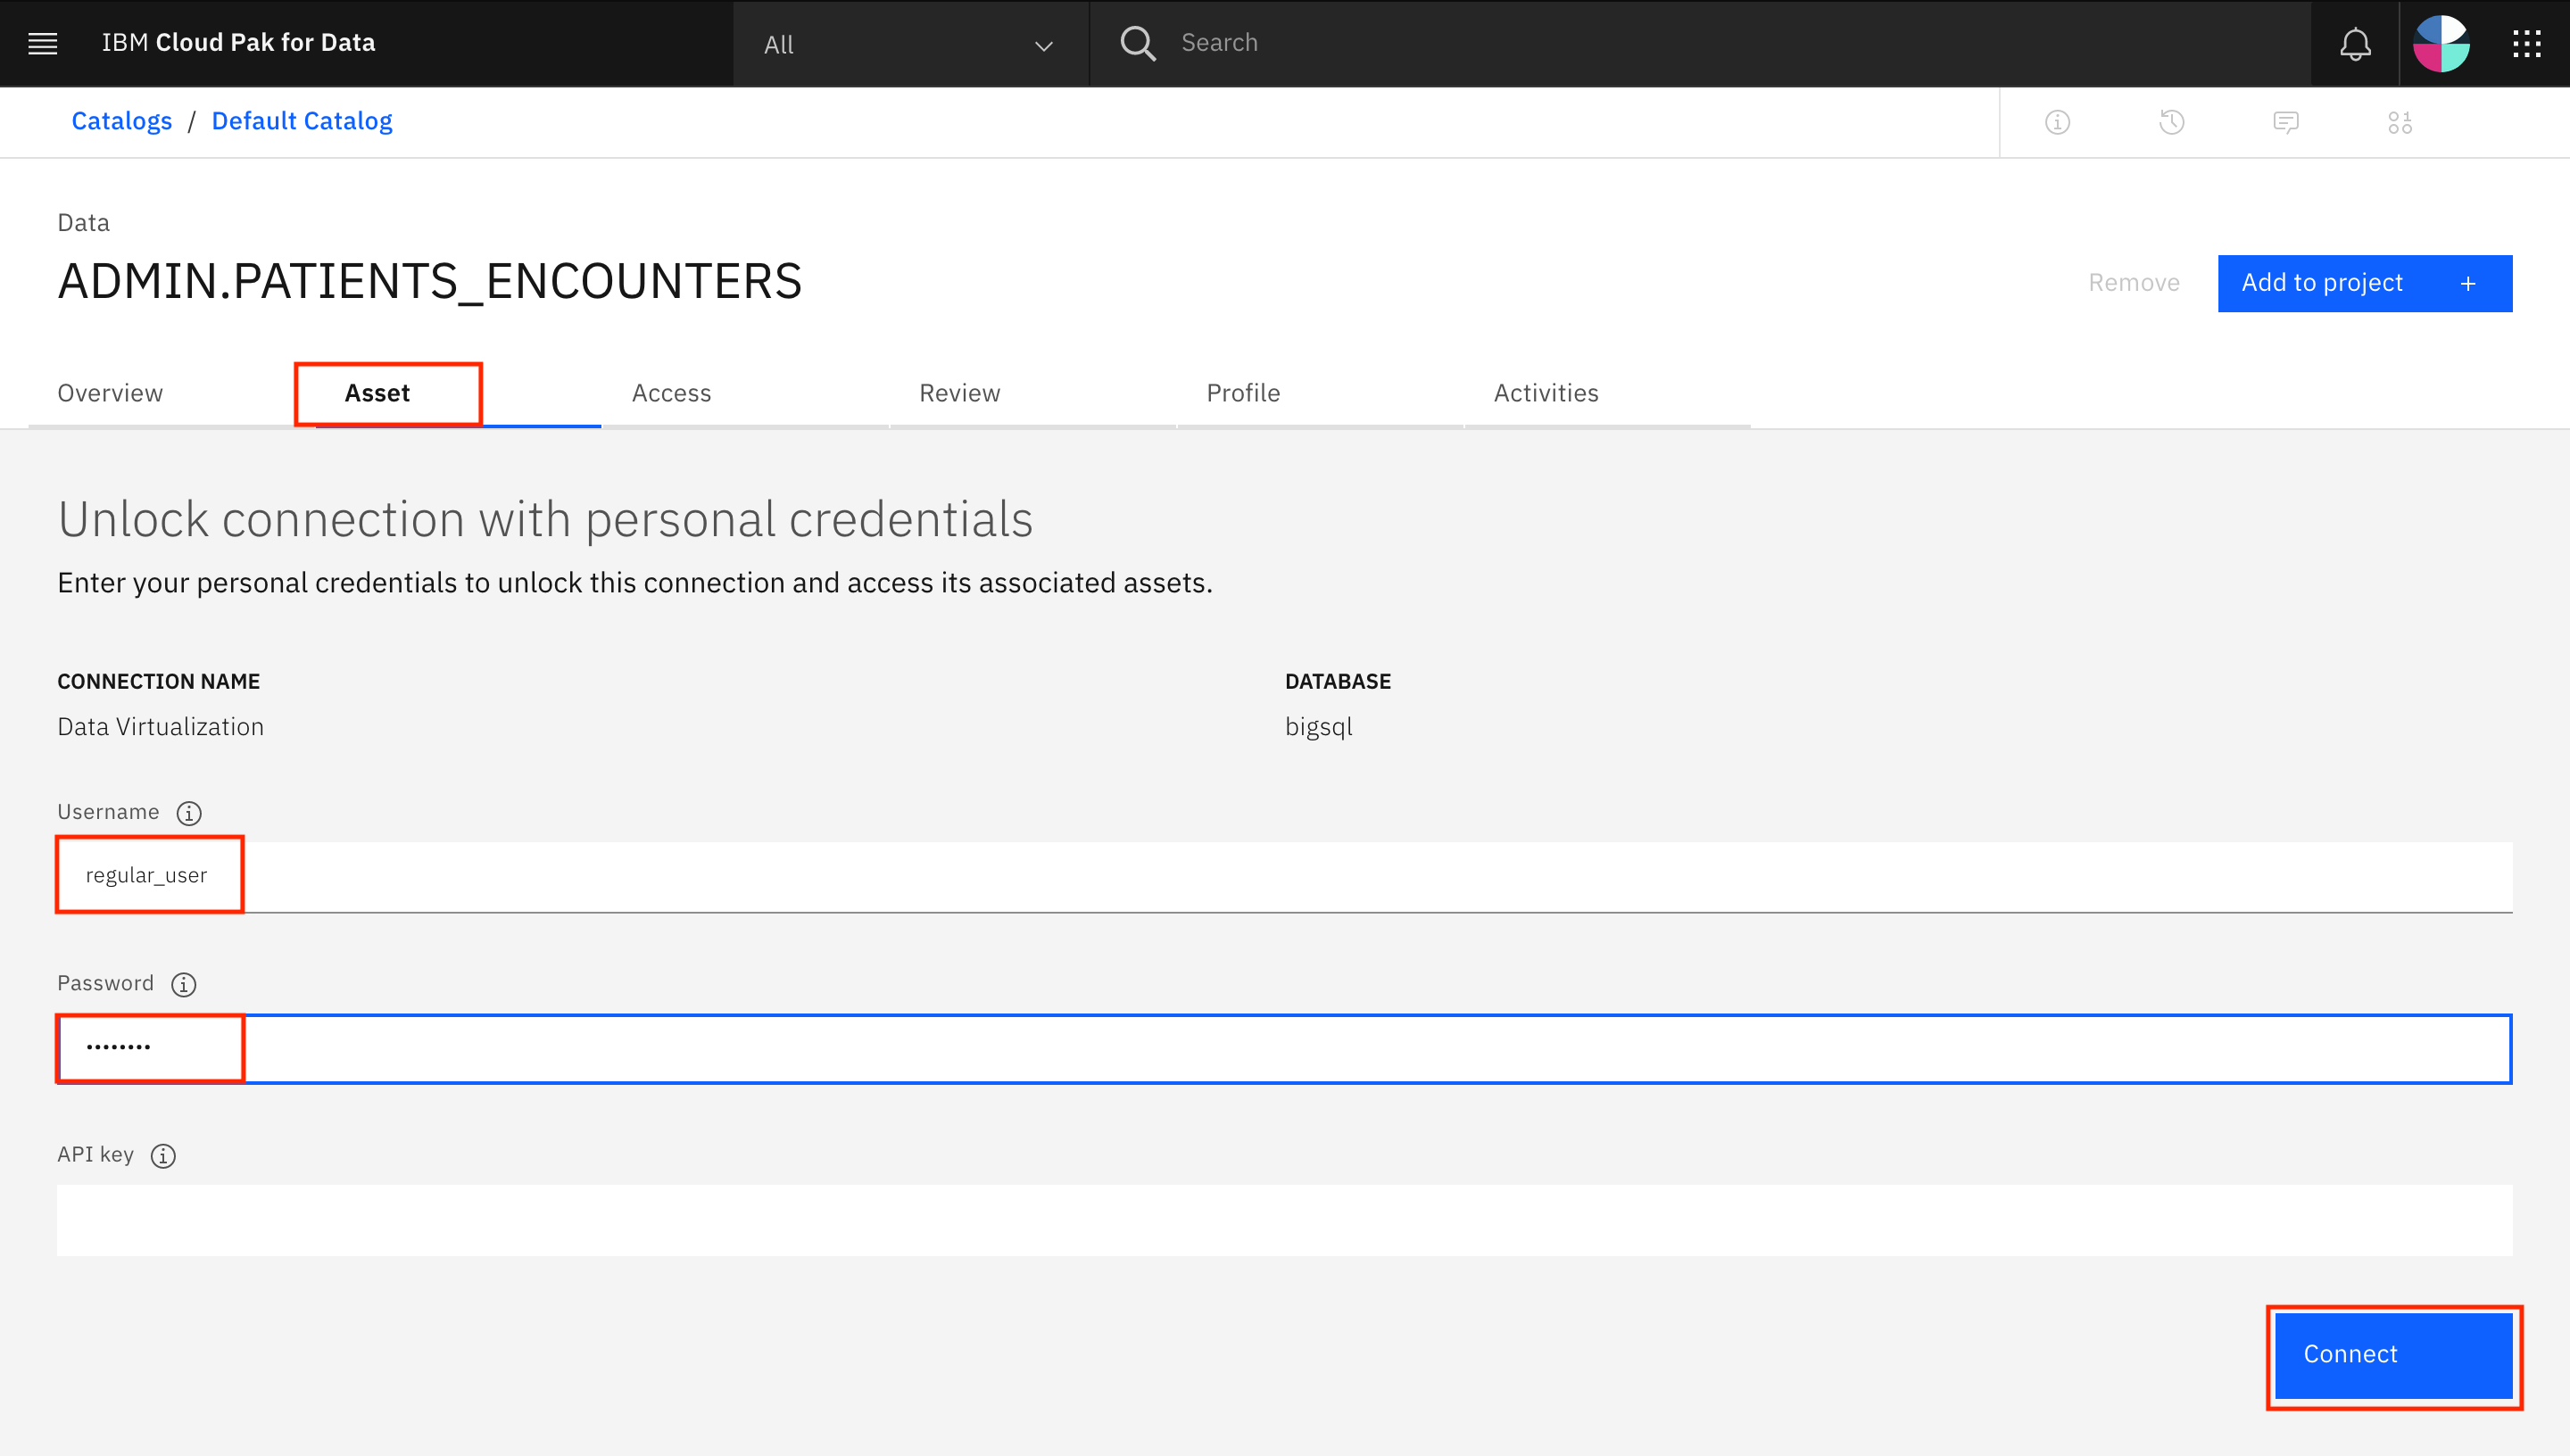 IBM Cloud Pak for Data
All
Search
Catalogs / Default Catalog
Data
ADMIN.PATIENTS_ENCOUNTERS
Remove
Add to project +
Overview
Asset
Access
Review
Profile
Activities
Unlock connection with personal credentials
Enter your personal credentials to unlock this connection and access its associated assets.
CONNECTION NAME
DATABASE
Data Virtualization
bigsql
Username
regular_user
Password
••••••••
API key
Connect